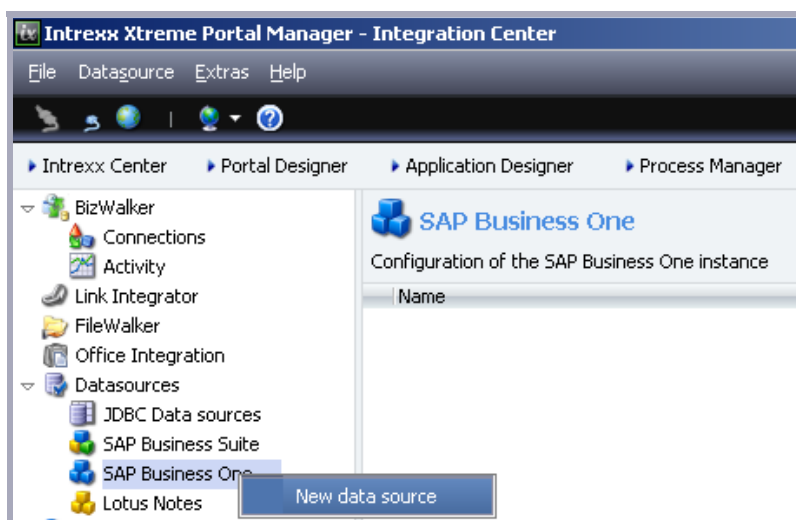 Intrexx Xtreme Portal Manager - Integration Center
File Datasource Extras Help
Intrexx Center Portal Designer Application Designer Process Manager
BizWalker
Connections
Activity
Link Integrator
FileWalker
Office Integration
Datasources
JDBC Data sources
SAP Business Suite
SAP Business One
Lotus Notes
New data source
SAP Business One
Configuration of the SAP Business One instance
Name